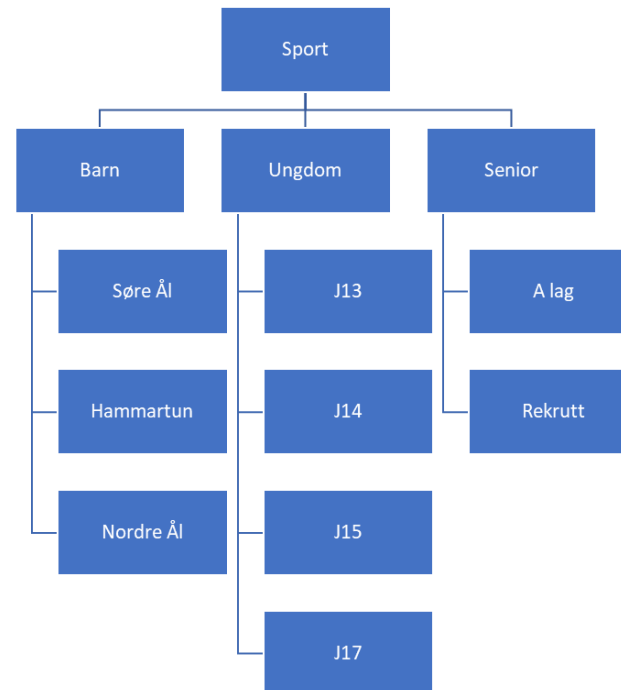 Sport
Barn
Ungdom
Senior
Søre Ål
J13
A lag
Hammartun
J14
Rekrutt
Nordre Ål
J15
J17